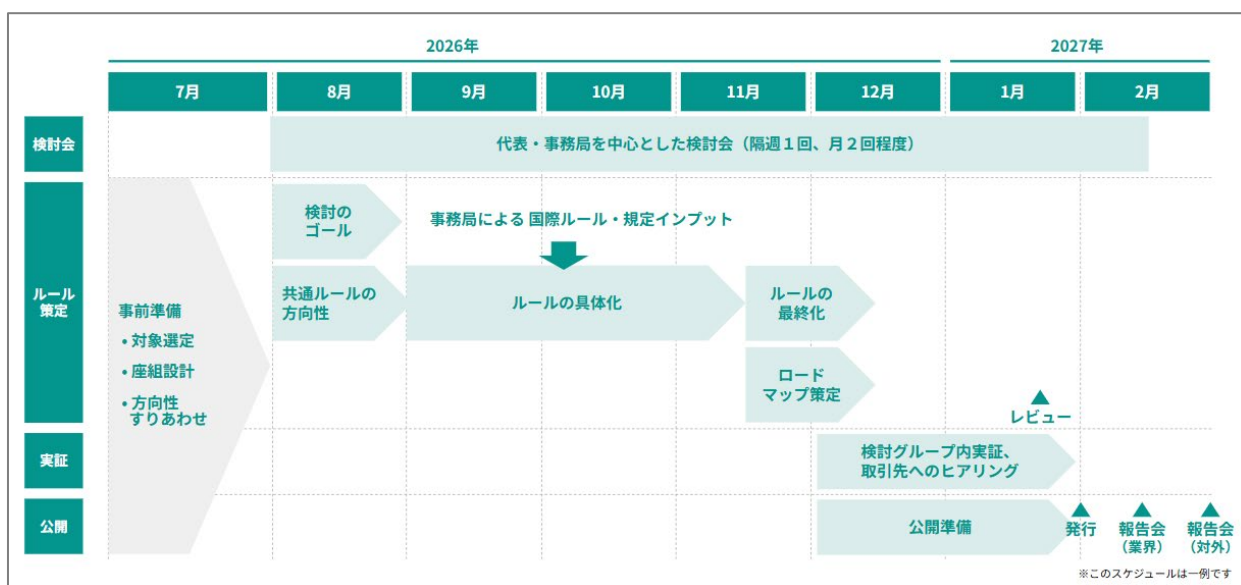 2026年
2027年
7月
8月
9月
10月
11月
12月
1月
2月
検討会
代表・事務局を中心とした検討会（隔週１回、月２回程度）
ルール
策定
事前準備
• 対象選定
• 座組設計
• 方向性
すりあわせ
検討の
ゴール
事務局による 国際ルール・規定インプット
共通ルールの
方向性
ルールの具体化
ルールの
最終化
ロード
マップ策定
▲
レビュー
実証
検討グループ内実証、
取引先へのヒアリング
公開
公開準備
▲
発行
▲
報告会
（業界）
▲
報告会
（対外）
※このスケジュールは一例です